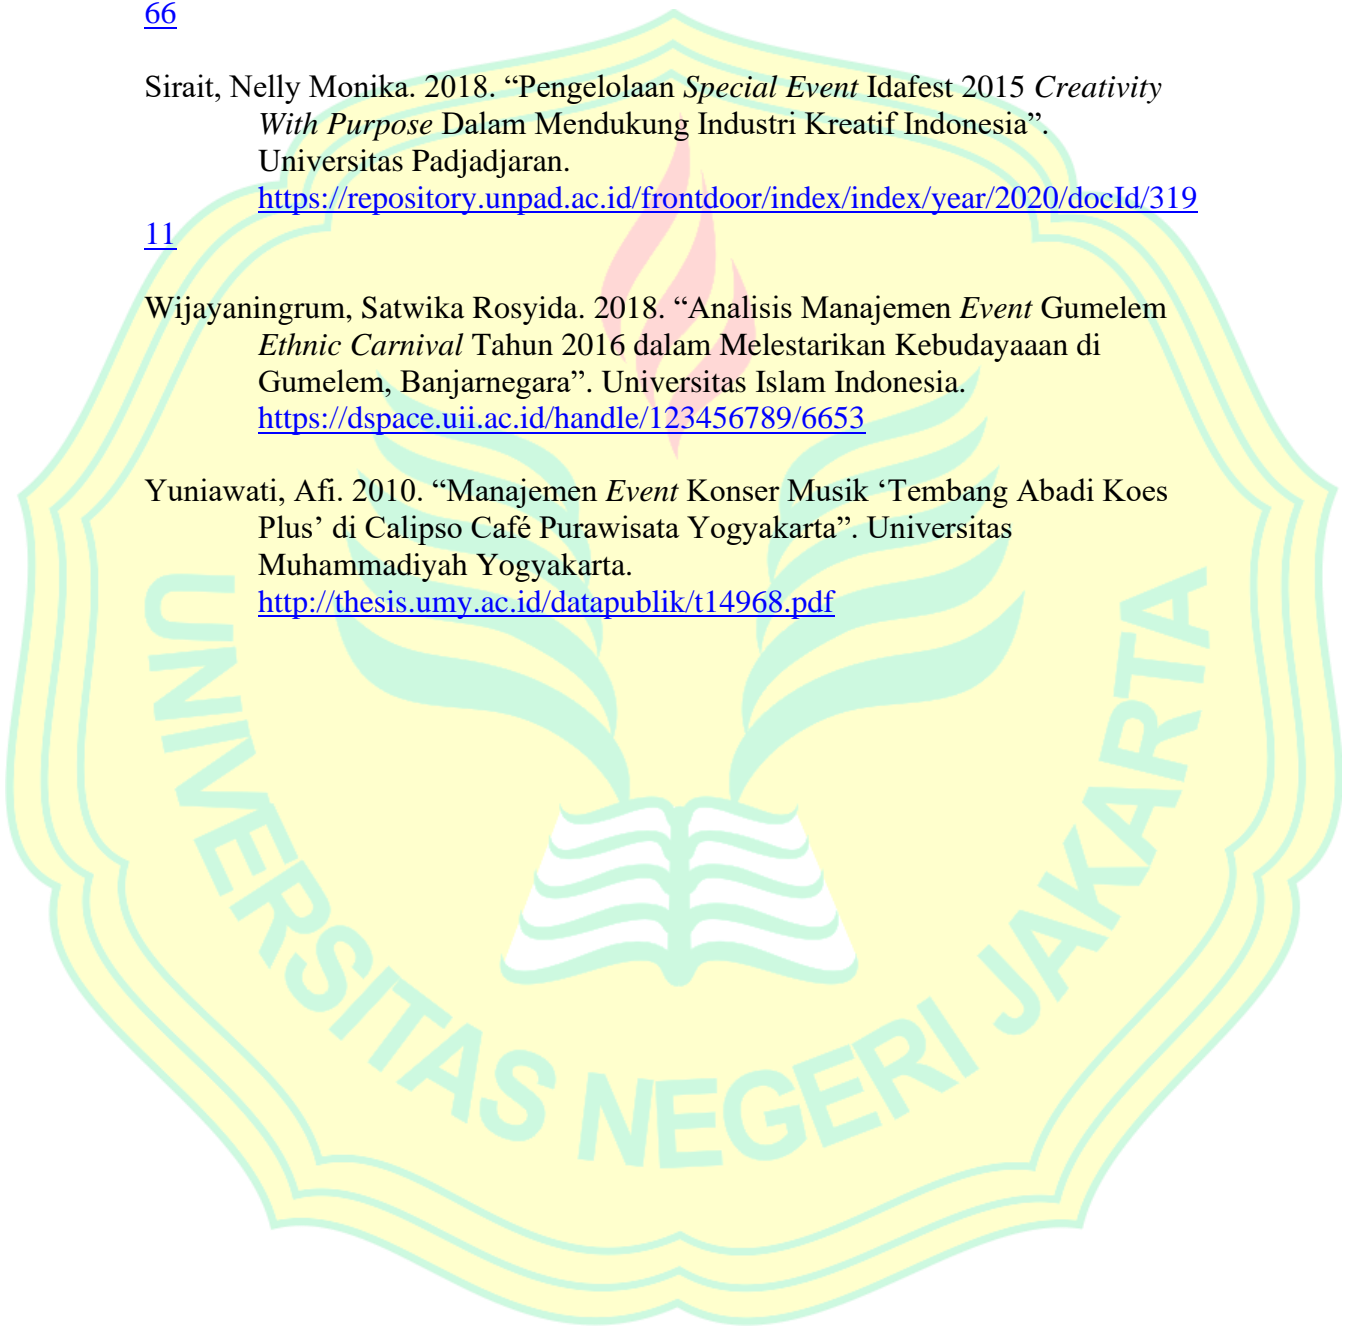 66
Sirait, Nelly Monika. 2018. “Pengelolaan Special Event Idafest 2015 Creativity
With Purpose Dalam Mendukung Industri Kreatif Indonesia”.
Universitas Padjadjaran.
https://repository.unpad.ac.id/frontdoor/index/index/year/2020/docId/319
11
Wijayaningrum, Satwika Rosyida. 2018. “Analisis Manajemen Event Gumelem
Ethnic Carnival Tahun 2016 dalam Melestarikan Kebudayaaan di
Gumelem, Banjarnegara”. Universitas Islam Indonesia.
https://dspace.uii.ac.id/handle/123456789/6653
Yuniawati, Afi. 2010. “Manajemen Event Konser Musik ‘Tembang Abadi Koes
Plus’ di Calipso Café Purawisata Yogyakarta”. Universitas
Muhammadiyah Yogyakarta.
http://thesis.umy.ac.id/datapublik/t14968.pdf
UNIVERSITAS NEGERI JAKARTA